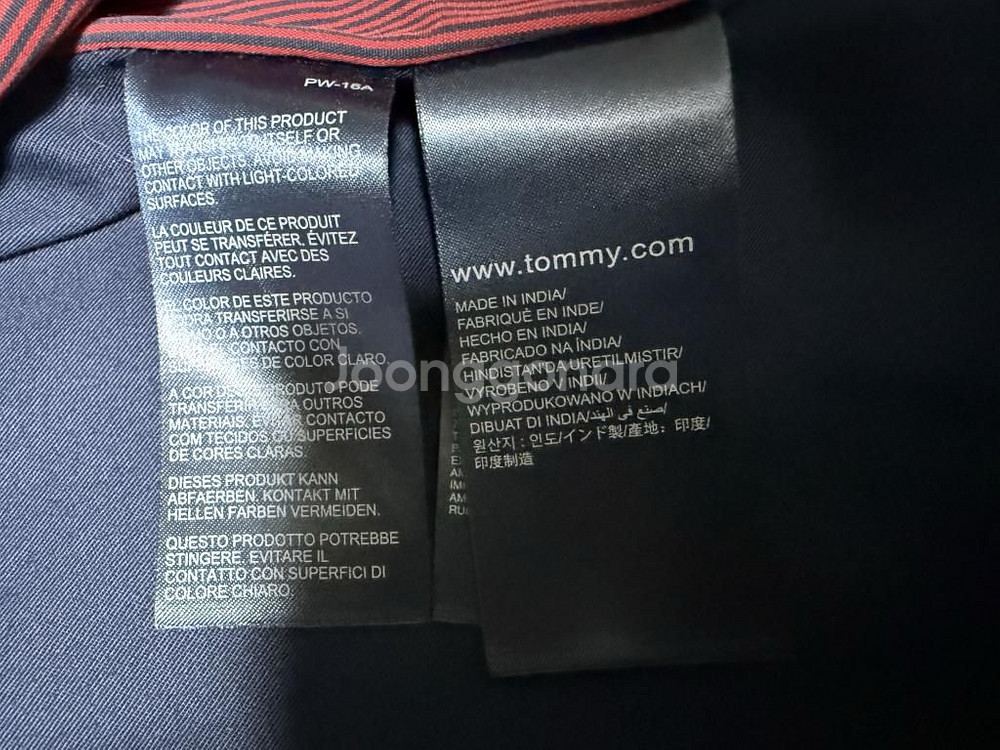 PW-16A
THE COLOR OF THIS PRODUCT
MAY ITSELF OR
OTHER OBJECTS. AVOID MAKING
CONTACT WITH LIGHT-COLORED
SURFACES.
LA COULEUR DE CE PRODUIT
PEUT SE TRANSFÉRER. ÉVITEZ
TOUT CONTACT AVEC DES
COULEURS CLAIRES.
EL COLOR DE ESTE PRODUCTO
TRANSFERIRSE A SI
O A OTROS OBJETOS.
CONTACTO CON
DE COLOR CLARO.
A COR DE PRODUTO PODE
A OUTROS
MATERIAIS. CONTACTO
COM TECIDOS OU SUPERFICIES
DE CORES CLARAS.
DIESES PRODUKT KANN
ABFAERBEN. KONTAKT MIT
HELLEN FARBEN VERMEIDEN.
QUESTO PRODOTTO POTREBBE
STINGERE. EVITARE IL
CONTATTO CON SUPERFICI DI
COLORE CHIARO.
www.tommy.com
MADE IN INDIA/
FABRIQUÉ EN INDE/
HECHO EN INDIA/
FABRICADO NA ÍNDIA/
HINDISTAN'DA URETILMISTIR/
VYROBENO V INDII/
WYPRODUKOWANO W INDIACH/
DIBUAT DI INDIA/صنع في الهند/
원산지 : 인도/インド製/產地：印度/
印度制造
Joonggonara